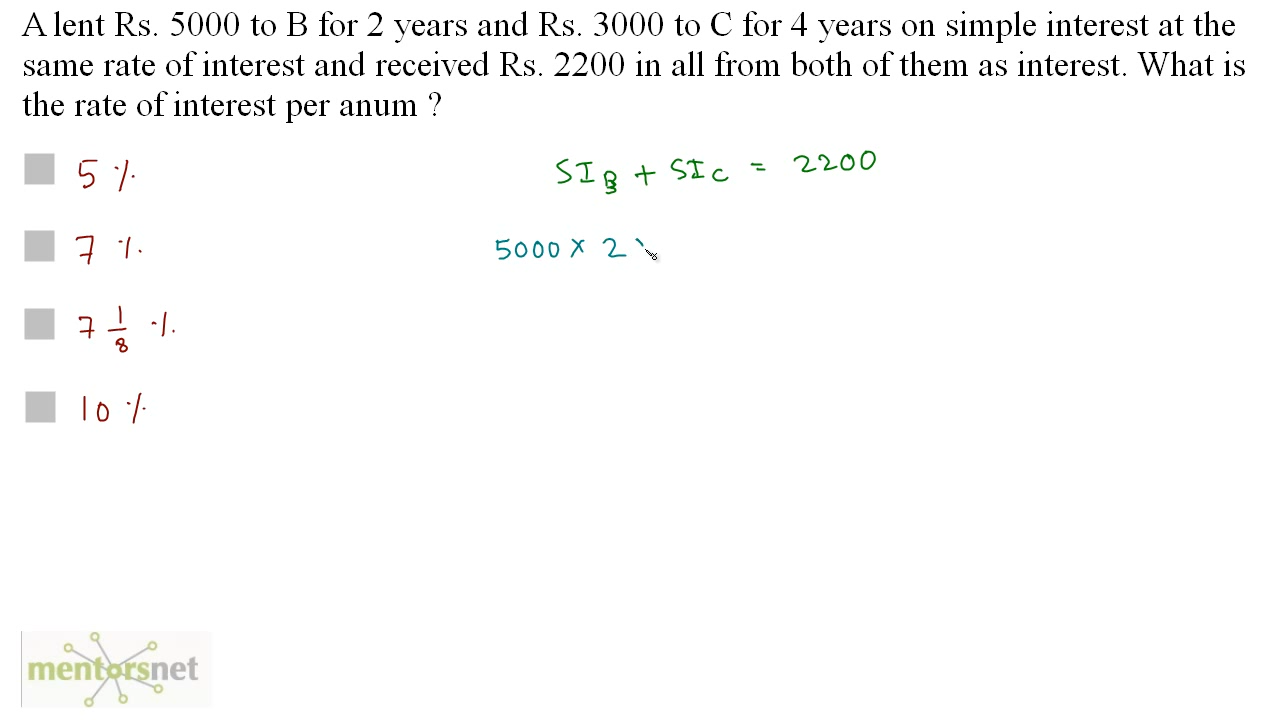 A lent Rs. 5000 to B for 2 years and Rs. 3000 to C for 4 years on simple interest at the
same rate of interest and received Rs. 2200 in all from both of them as interest. What is
the rate of interest per anum ?
5 %
SI_B + SI_C = 2200
7 %
5000 × 2
7 1/8 %
10 %
mentorsnet